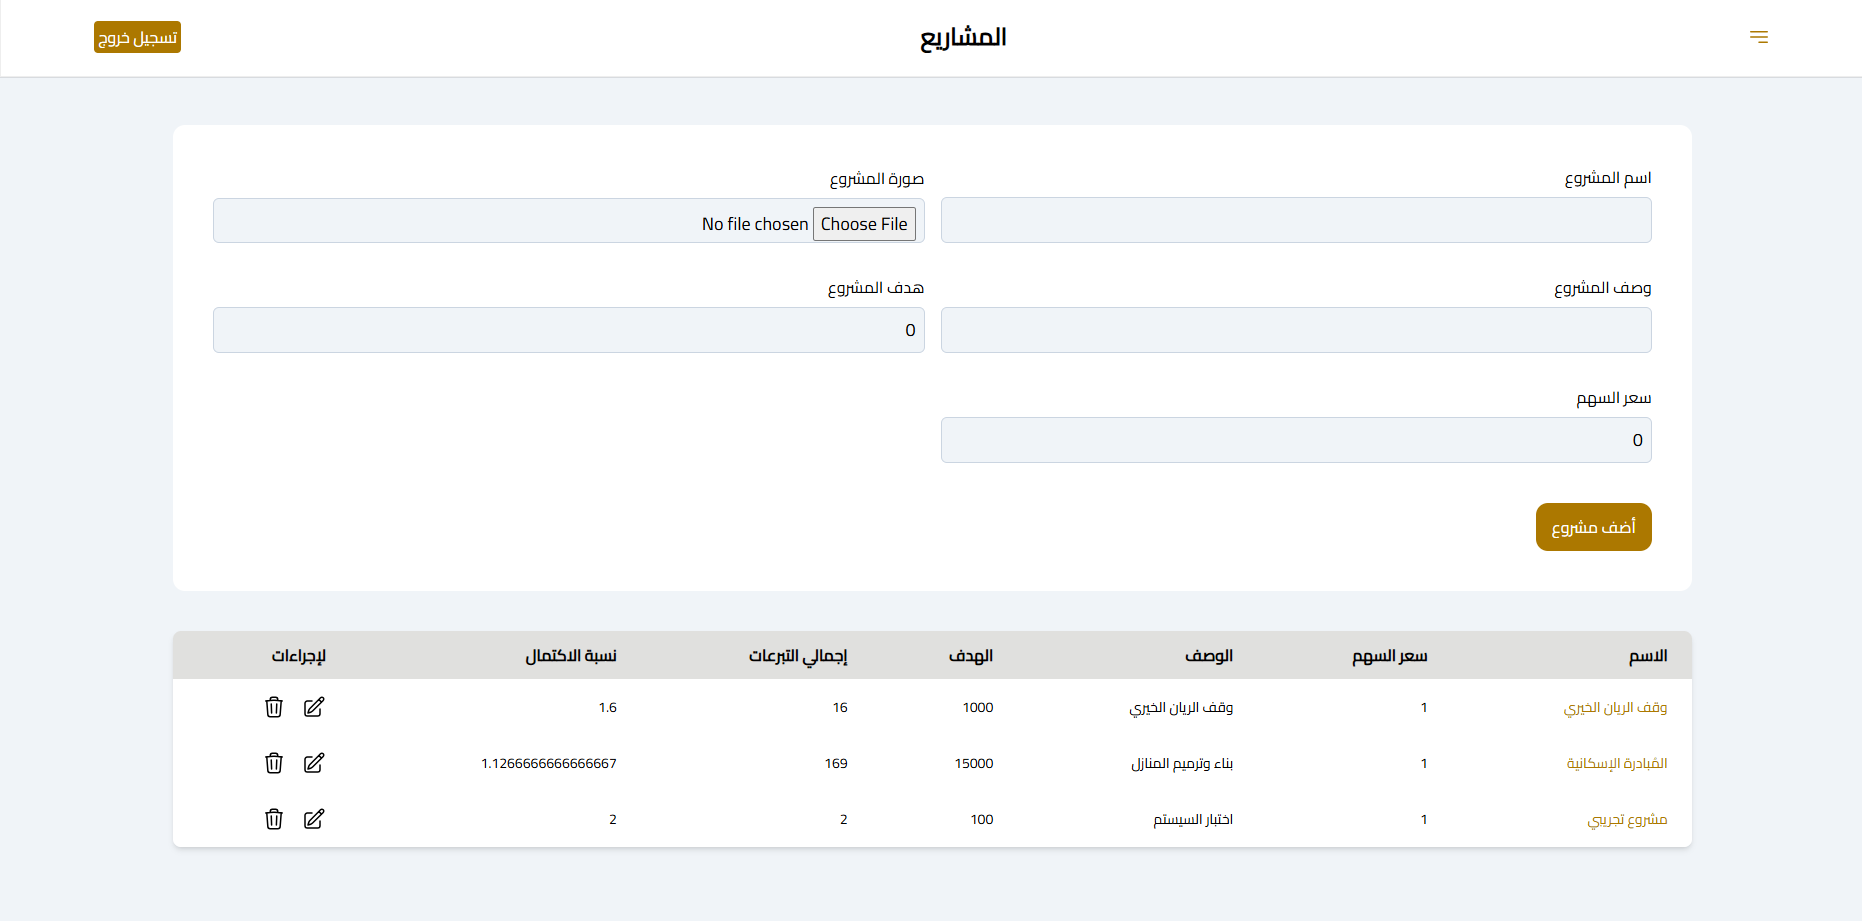 المشاريع
تسجيل خروج
اسم المشروع
صورة المشروع
Choose File No file chosen
وصف المشروع
هدف المشروع
0
سعر السهم
0
أضف مشروع
الاسم سعر السهم الوصف الهدف إجمالي التبرعات نسبة الاكتمال لإجراءات
وقف الريان الخيري 1 وقف الريان الخيري 1000 16 1.6
المُبادرة الإسكانية 1 بناء وترميم المنازل 15000 169 1.1266666666666667
مشروع تجريبي 1 اختبار السيستم 100 2 2